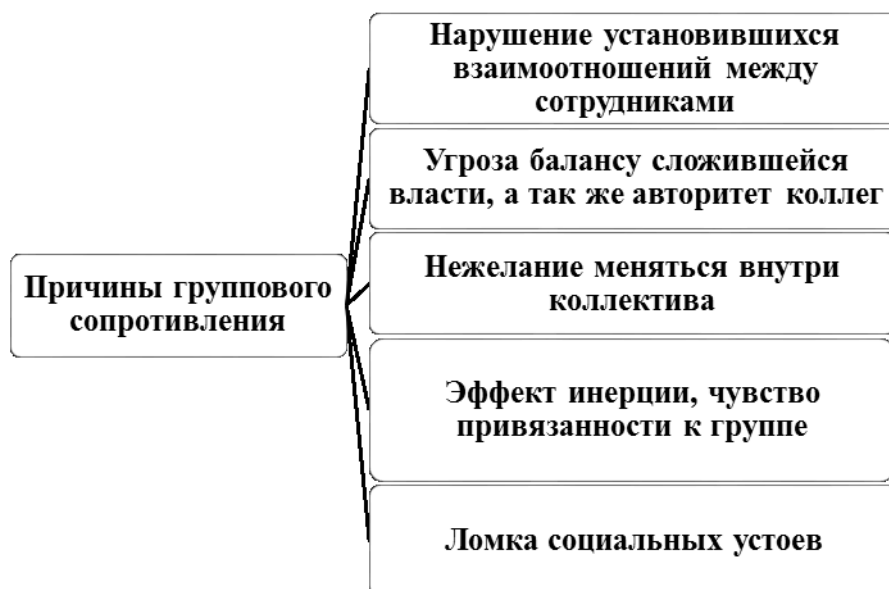 Причины группового
сопротивления
Нарушение установившихся
взаимоотношений между
сотрудниками
Угроза балансу сложившейся
власти, а так же авторитет коллег
Нежелание меняться внутри
коллектива
Эффект инерции, чувство
привязанности к группе
Ломка социальных устоев